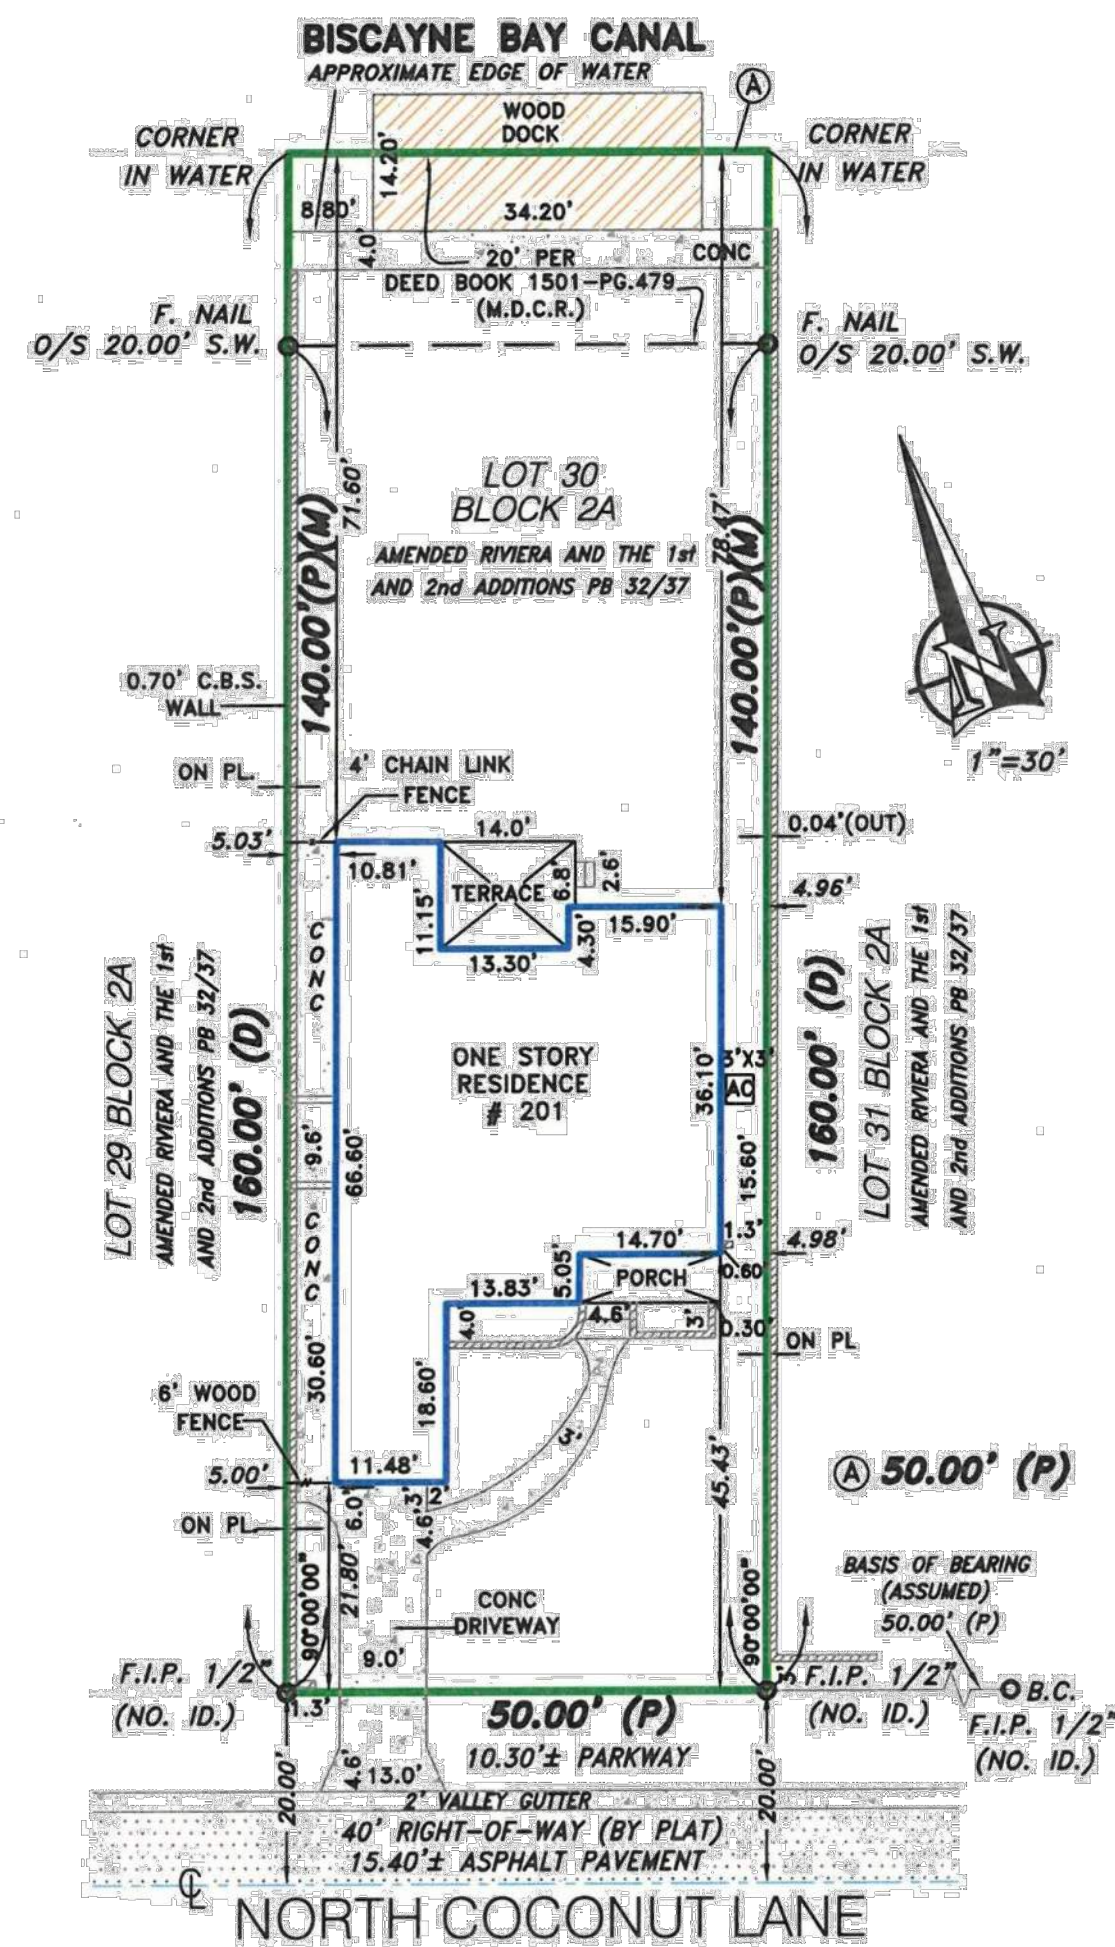 BISCAYNE BAY CANAL
APPROXIMATE EDGE OF WATER
A
WOOD
DOCK
CORNER
IN WATER
CORNER
IN WATER
14.20'
8.80'
34.20'
4.0'
20' PER
CONC
DEED BOOK 1501-PG.479
(M.D.C.R.)
F. NAIL
O/S 20.00' S.W.
F. NAIL
O/S 20.00' S.W.
LOT 30
BLOCK 2A
AMENDED RIVIERA AND THE 1st
AND 2nd ADDITIONS PB 32/37
71.60'
140.00'(P)(M)
78.47'
140.00'(P)(M)
N
1"=30'
0.70' C.B.S.
WALL
ON PL.
4' CHAIN LINK
FENCE
5.03'
14.0'
0.04'(OUT)
10.81'
TERRACE
6.8'
2.6'
4.96'
11.15'
13.30'
4.30'
15.90'
CONC
LOT 29 BLOCK 2A
AMENDED RIVIERA AND THE 1st
AND 2nd ADDITIONS PB 32/37
160.00' (D)
ONE STORY
RESIDENCE
# 201
36.10'
3'X3'
AC
160.00' (D)
LOT 31 BLOCK 2A
AMENDED RIVIERA AND THE 1st
AND 2nd ADDITIONS PB 32/37
9.6'
66.60'
15.60'
CONC
1.3'
14.70'
4.98'
0.60'
5.05'
PORCH
13.83'
4.0'
4.6'
3'
0.30'
ON PL
30.60'
6' WOOD
FENCE
18.60'
3'
45.43'
11.48'
5.00'
A 50.00' (P)
6.0'
4.6'
3'
2'
ON PL
90°00'00"
21.80'
CONC
DRIVEWAY
9.0'
90°00'00"
BASIS OF BEARING
(ASSUMED)
50.00' (P)
F.I.P. 1/2"
(NO. ID.)
1.3'
50.00' (P)
5'
F.I.P. 1/2"
(NO. ID.)
B.C.
F.I.P. 1/2"
(NO. ID.)
10.30'± PARKWAY
4.6'
13.0'
20.00'
20.00'
2' VALLEY GUTTER
40' RIGHT-OF-WAY (BY PLAT)
15.40'± ASPHALT PAVEMENT
CL
NORTH COCONUT LANE